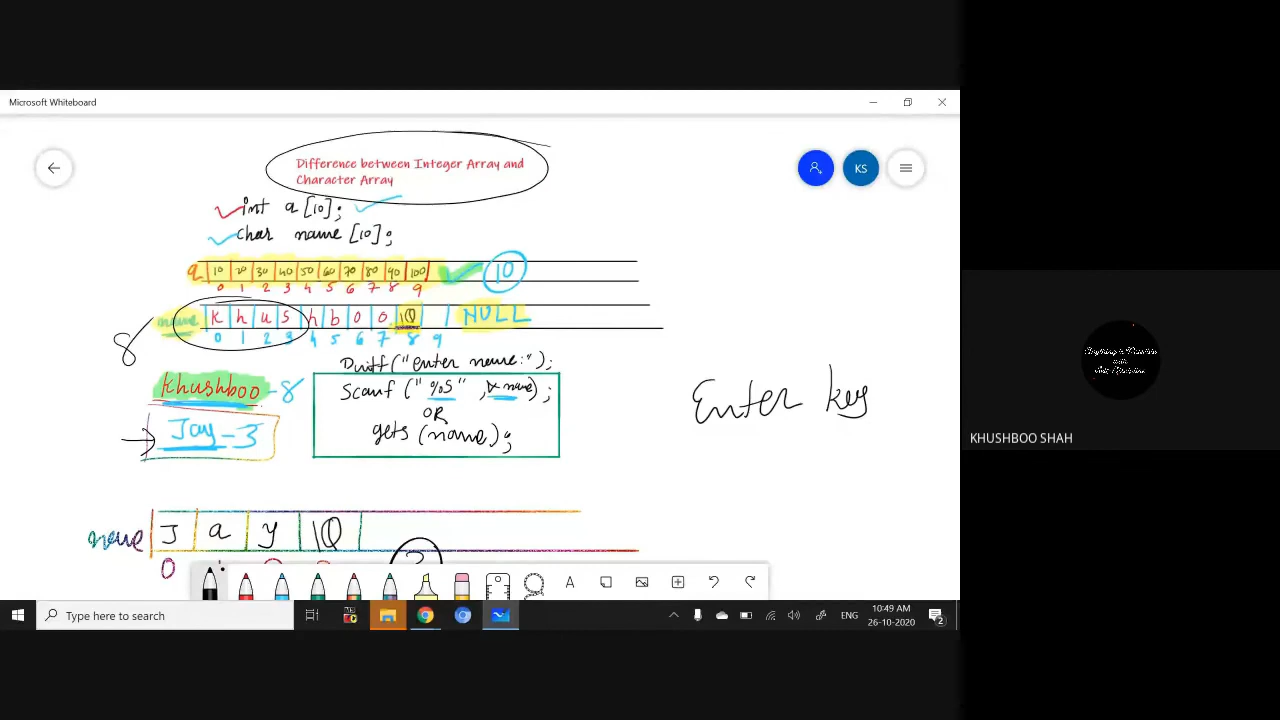 Microsoft Whiteboard
Difference between Integer Array and
Character Array
int a [10];
char name [10];
a 10 20 30 40 50 60 70 80 90 100 10
0 1 2 3 4 5 6 7 8 9
name K h u s h b o o \0 NULL
0 1 2 3 4 5 6 7 8 9
8
Printf("enter name:");
Khushboo - 8
Scanf ("%s", & name);
OR
Jay - 3
gets (name);
Enter key
KS
KHUSHBOO SHAH
name J a y \0
0
Type here to search
ENG
10:49 AM
26-10-2020
2